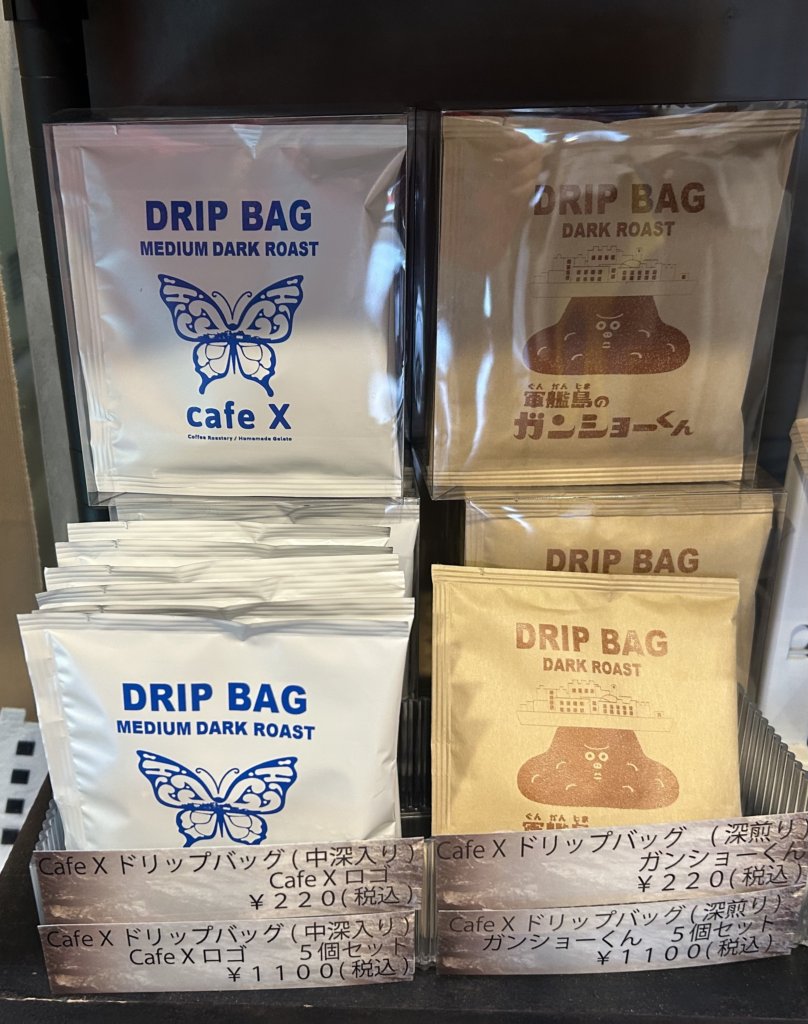 DRIP BAG
MEDIUM DARK ROAST
cafe X
Coffee Roastery / Homemade Gelato
DRIP BAG
DARK ROAST
ぐんかんじま
軍艦島の
ガンショーくん
DRIP BAG
DRIP BAG
MEDIUM DARK ROAST
DRIP BAG
DARK ROAST
ぐんかんじま
軍艦島
Cafe X ドリップバッグ(中深入り)
Cafe X ロゴ
￥220(税込)
Cafe X ドリップバッグ(中深入り)
Cafe X ロゴ 5個セット
￥1100(税込)
Cafe X ドリップバッグ (深煎り)
ガンショーくん
￥220(税込)
Cafe X ドリップバッグ(深煎り)
ガンショーくん 5個セット
￥1100(税込)